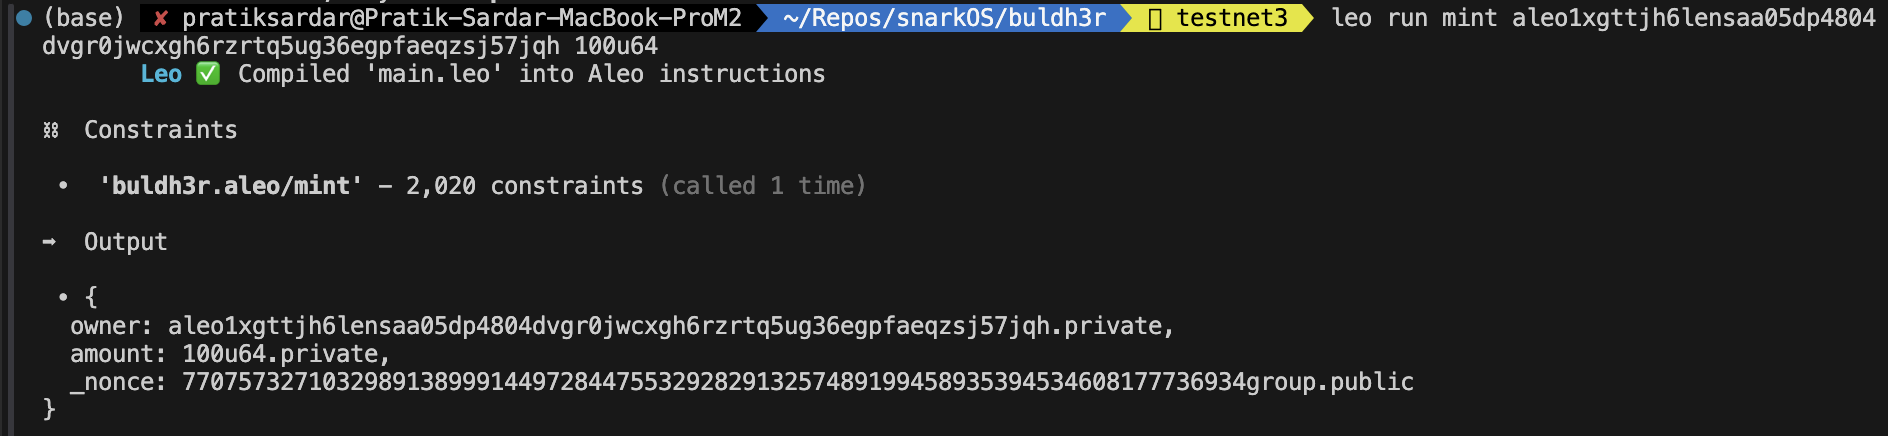 (base) ✘ pratiksardar@Pratik-Sardar-MacBook-ProM2 ~/Repos/snarkOS/buldh3r testnet3 leo run mint aleo1xgttjh6lensaa05dp4804
dvgr0jwcxgh6rzrtq5ug36egpfaeqzsj57jqh 100u64
Leo ✅ Compiled 'main.leo' into Aleo instructions
⛓ Constraints
• 'buldh3r.aleo/mint' – 2,020 constraints (called 1 time)
➡ Output
• {
owner: aleo1xgttjh6lensaa05dp4804dvgr0jwcxgh6rzrtq5ug36egpfaeqzsj57jqh.private,
amount: 100u64.private,
_nonce: 7707573271032989138999144972844755329282913257489199458935394534608177736934group.public
}